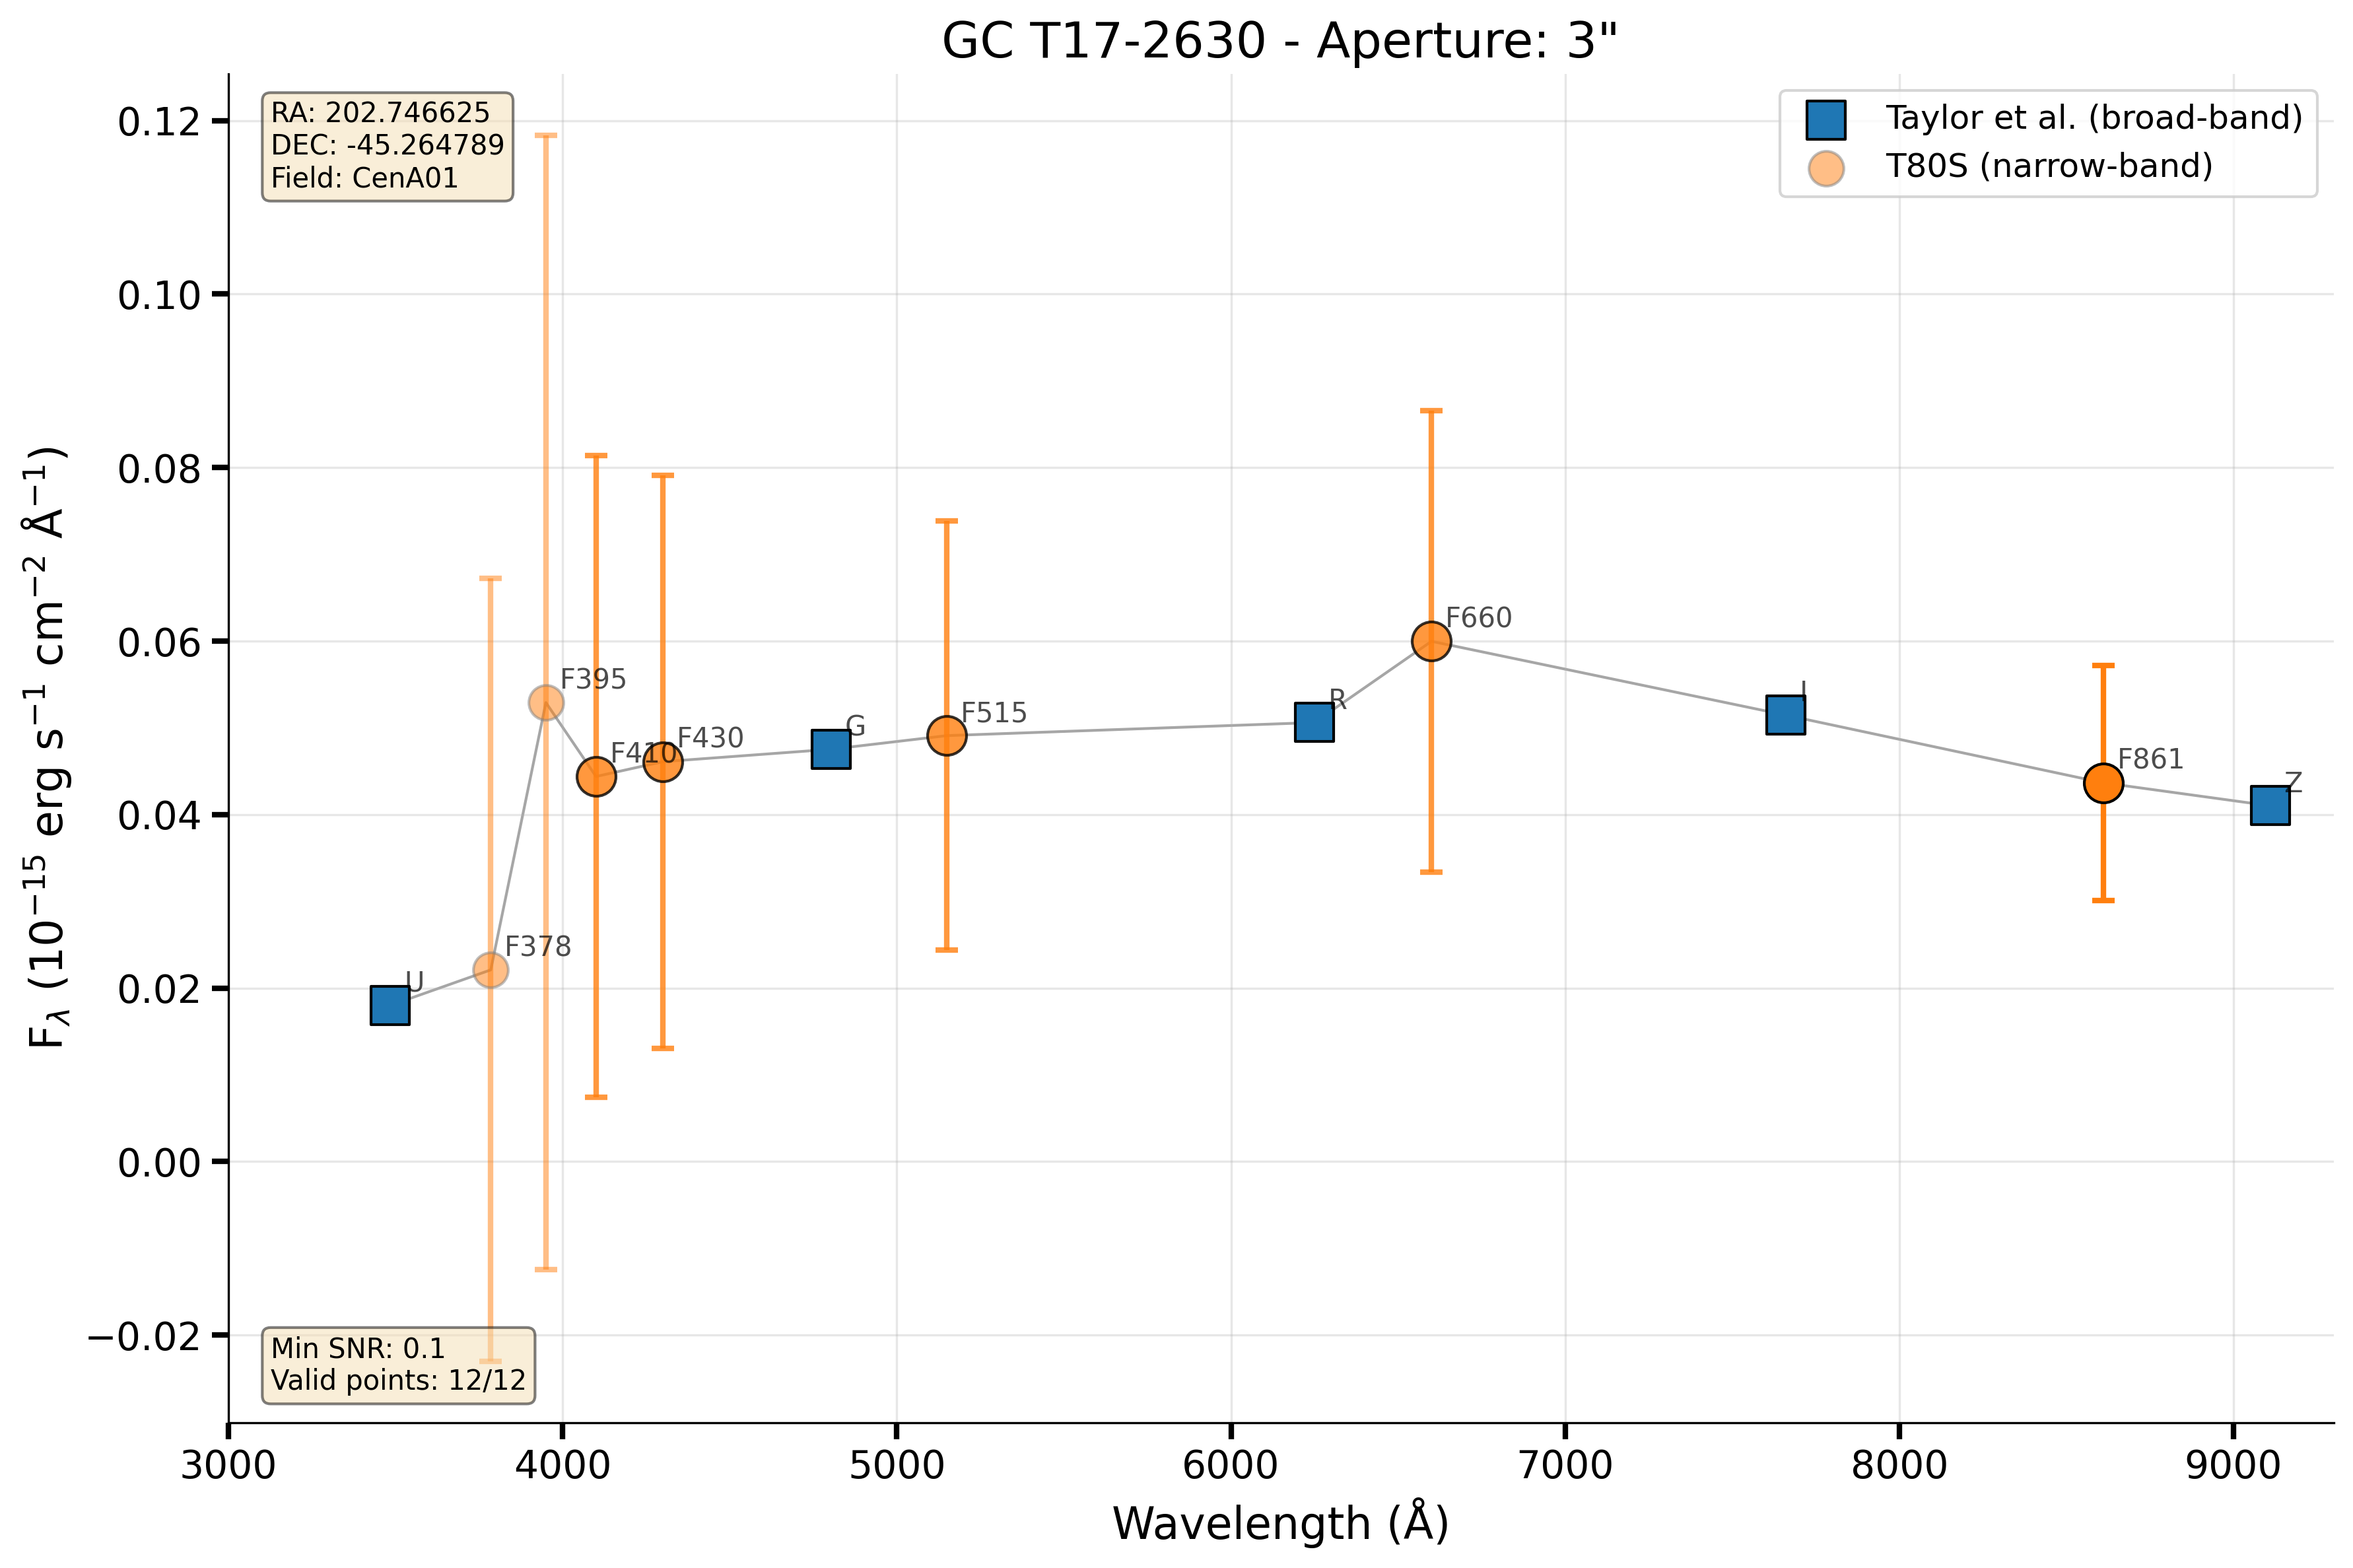 GC T17-2630 - Aperture: 3"
RA: 202.746625
DEC: -45.264789
Field: CenA01
Taylor et al. (broad-band)
T80S (narrow-band)
0.12
0.10
0.08
0.06
0.04
0.02
0.00
−0.02
F_λ (10⁻¹⁵ erg s⁻¹ cm⁻² Å⁻¹)
U
F378
F395
F410
F430
G
F515
R
F660
I
F861
Z
Min SNR: 0.1
Valid points: 12/12
3000 4000 5000 6000 7000 8000 9000
Wavelength (Å)